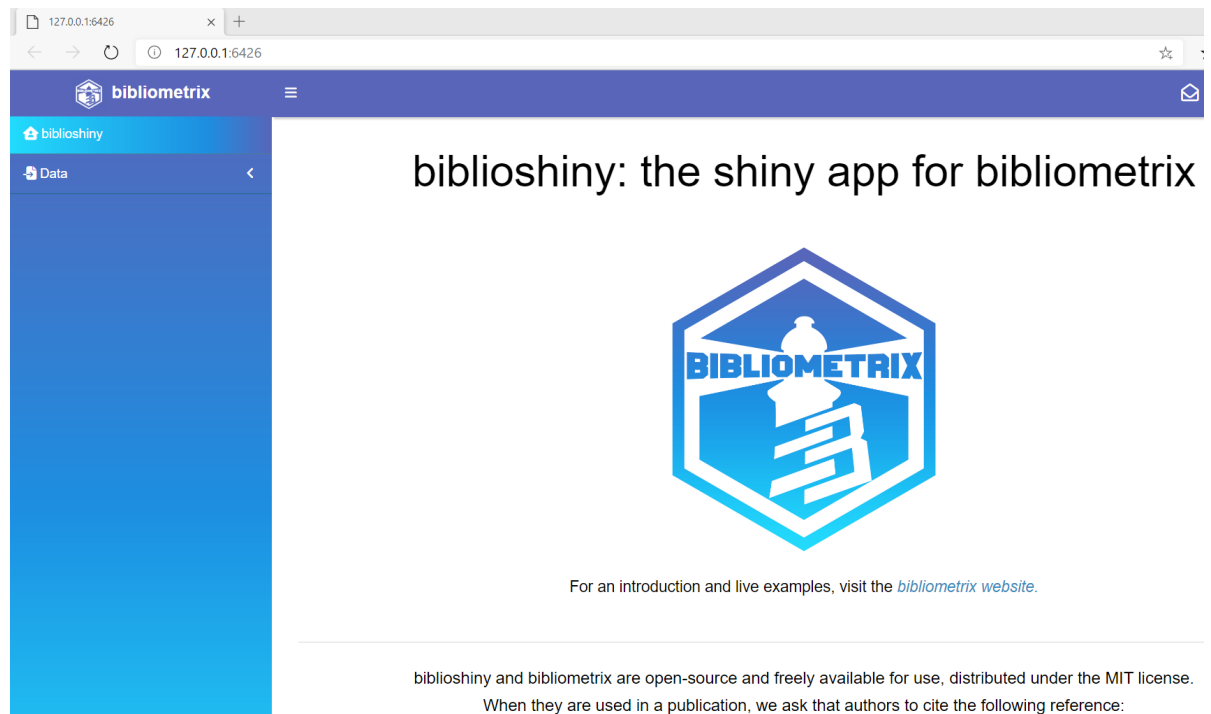 127.0.0.1:6426
127.0.0.1:6426
bibliometrix
biblioshiny
Data
biblioshiny: the shiny app for bibliometrix
BIBLIOMETRIX
For an introduction and live examples, visit the bibliometrix website.
biblioshiny and bibliometrix are open-source and freely available for use, distributed under the MIT license.
When they are used in a publication, we ask that authors to cite the following reference: